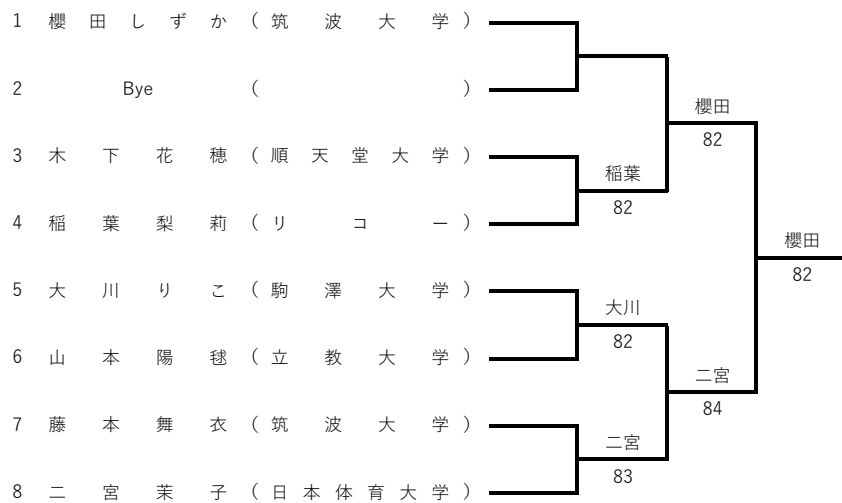 1 櫻田しずか (筑波大学)
2 Bye ( )
櫻田
82
3 木下花穂 (順天堂大学)
稲葉
82
4 稲葉梨莉 (リコー)
櫻田
82
5 大川りこ (駒澤大学)
大川
82
6 山本陽毬 (立教大学)
二宮
84
7 藤本舞衣 (筑波大学)
二宮
83
8 二宮茉子 (日本体育大学)